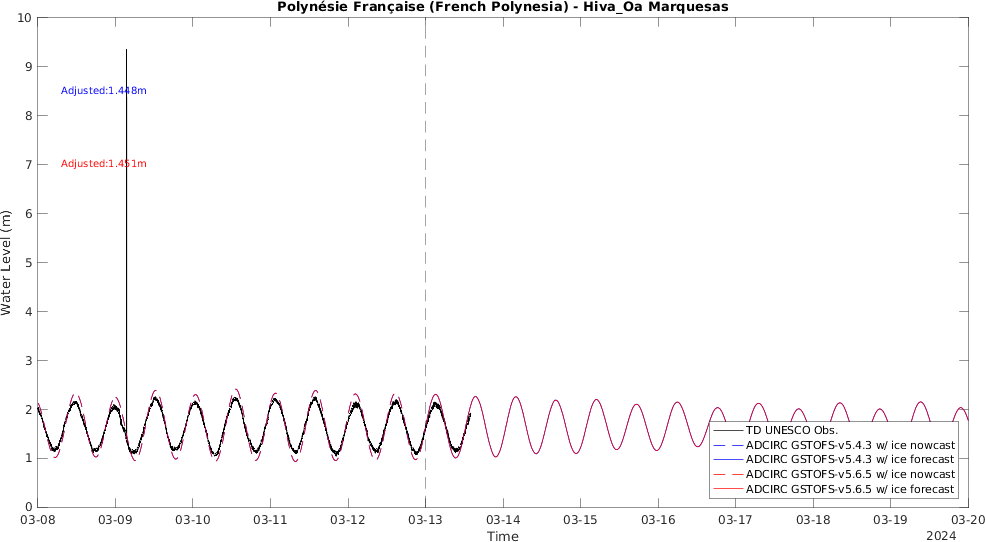 Polynésie Française (French Polynesia) - Hiva_Oa Marquesas
10
9
8
7
6
5
4
3
2
1
0
Water Level (m)
Adjusted:1.448m
Adjusted:1.451m
TD UNESCO Obs.
ADCIRC GSTOFS-v5.4.3 w/ ice nowcast
ADCIRC GSTOFS-v5.4.3 w/ ice forecast
ADCIRC GSTOFS-v5.6.5 w/ ice nowcast
ADCIRC GSTOFS-v5.6.5 w/ ice forecast
03-08 03-09 03-10 03-11 03-12 03-13 03-14 03-15 03-16 03-17 03-18 03-19 03-20
Time
2024